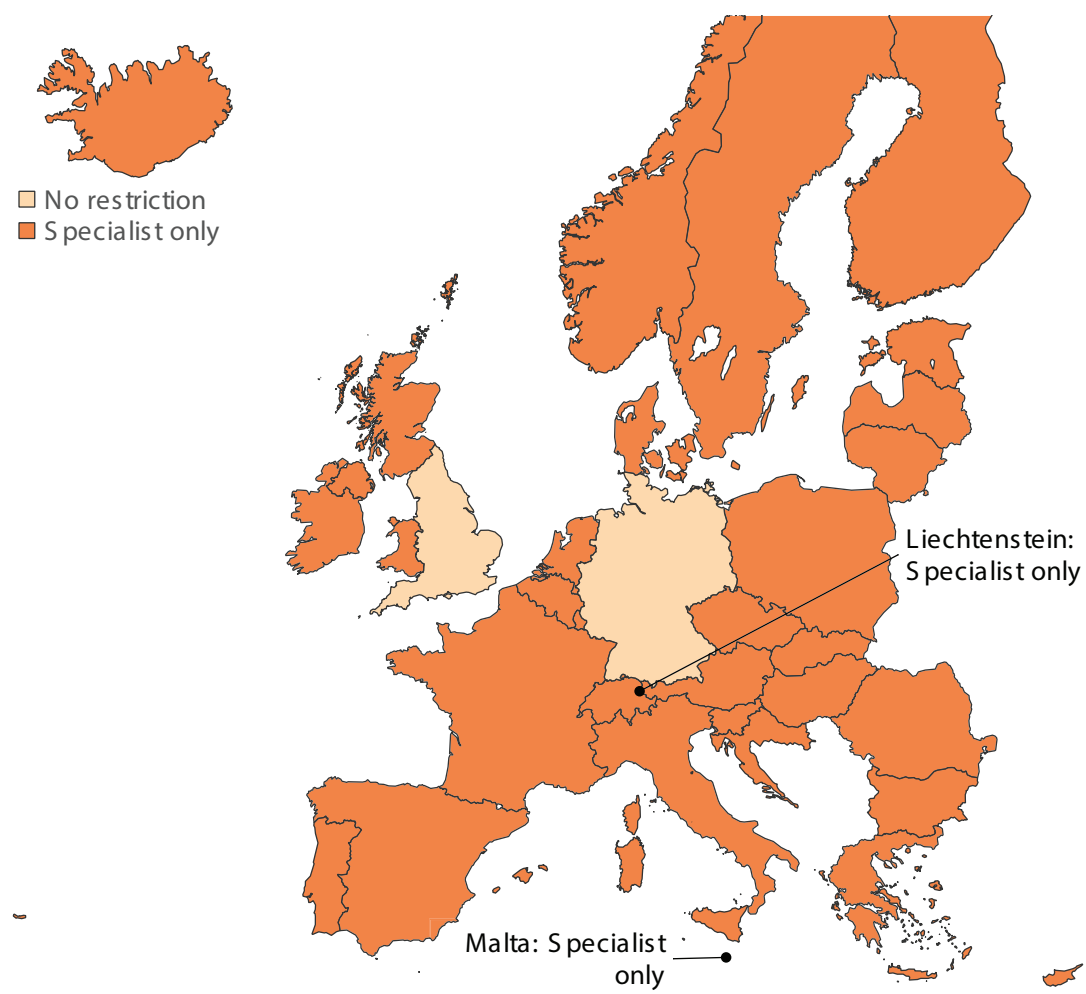 No restriction
Specialist only
Liechtenstein:
Specialist only
Malta: Specialist
only